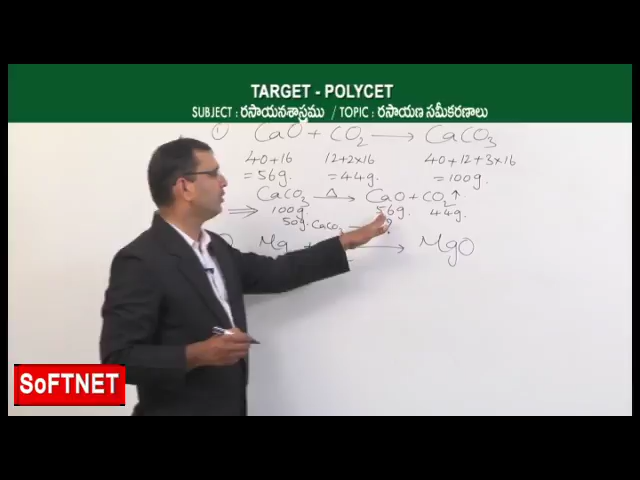 TARGET - POLYCET
SUBJECT : రసాయనశాస్త్రము / TOPIC : రసాయణ సమీకరణాలు
① CaO + CO₂ → CaCO₃
40+16 12+2×16 40+12+3×16
=56g. =44g. =100g.
CaCO₃ →Δ CaO + CO₂↑
⇒ 100g 56g. 44g.
50g. CaCO₃ — ?
Mg + → MgO
SoFTNET